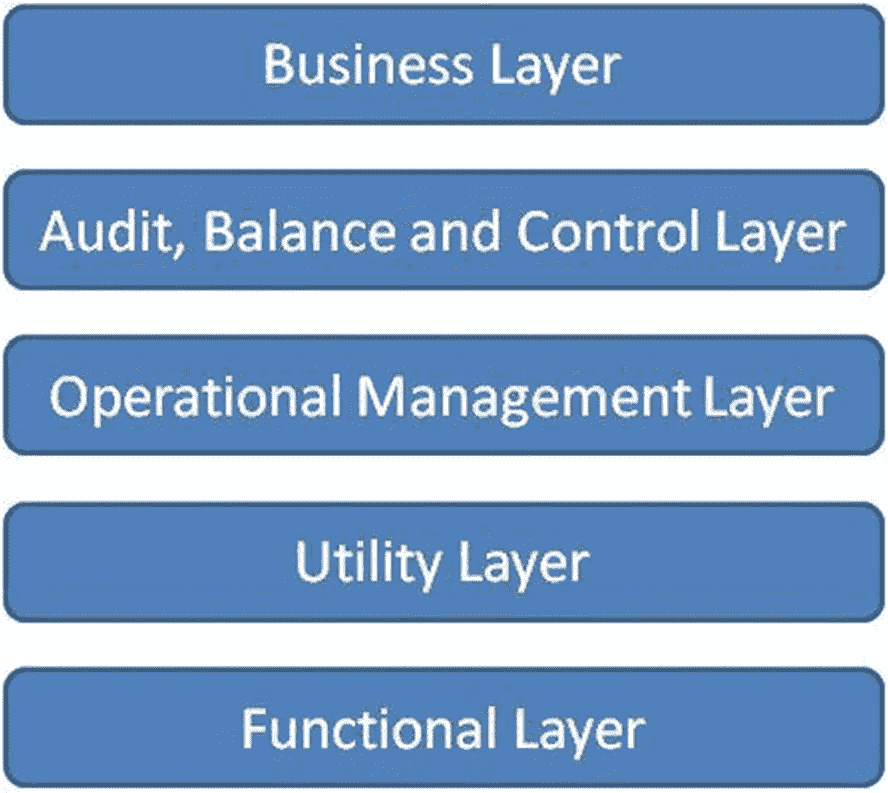 Business Layer
Audit, Balance and Control Layer
Operational Management Layer
Utility Layer
Functional Layer